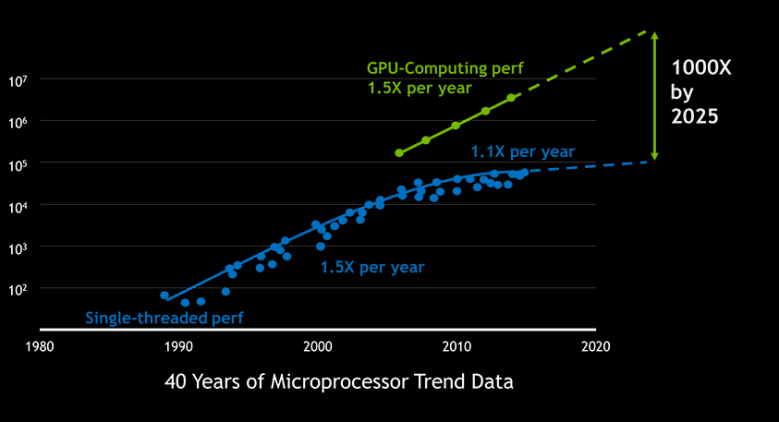 GPU-Computing perf
1.5X per year
1000X
by
2025
10⁷
10⁶
10⁵
10⁴
10³
10²
1.1X per year
1.5X per year
Single-threaded perf
1980
1990
2000
2010
2020
40 Years of Microprocessor Trend Data